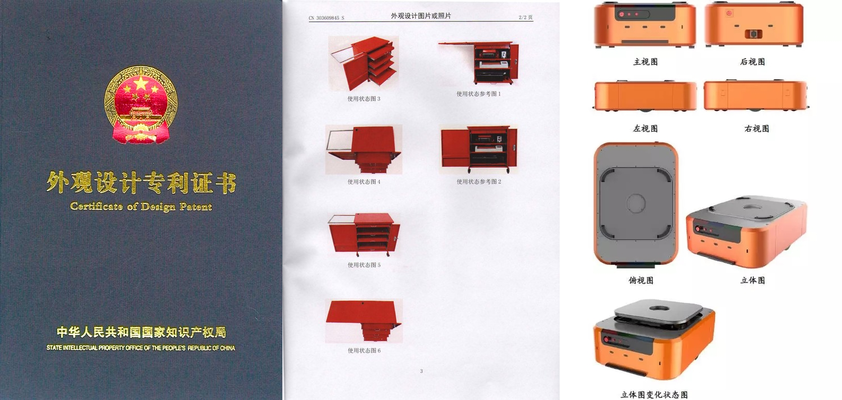 外观设计专利证书
Certificate of Design Patent
中华人民共和国国家知识产权局
STATE INTELLECTUAL PROPERTY OFFICE OF THE PEOPLE'S REPUBLIC OF CHINA
外观设计图片或照片
2/2 页
使用状态图 3
使用状态参考图 1
使用状态图 4
使用状态参考图 2
使用状态图 5
使用状态图 6
3
主视图
后视图
左视图
右视图
俯视图
立体图
立体图变化状态图